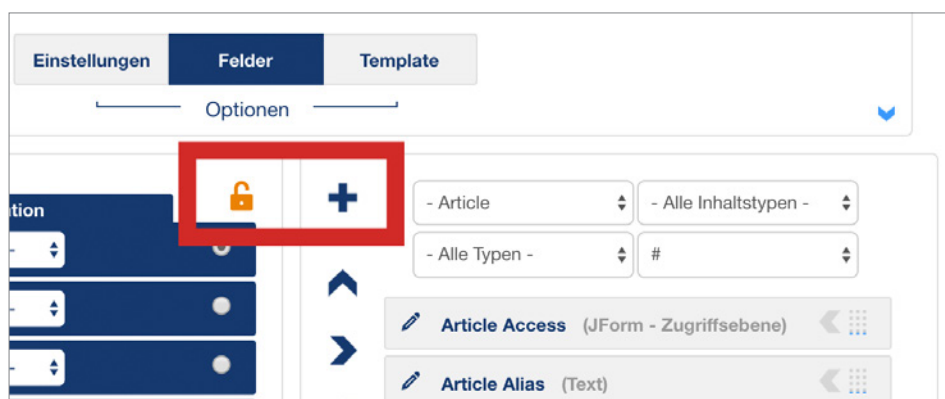 Einstellungen Felder Template
Optionen
- Article - Alle Inhaltstypen -
tion
- Alle Typen - #
Article Access (JForm - Zugriffsebene)
Article Alias (Text)